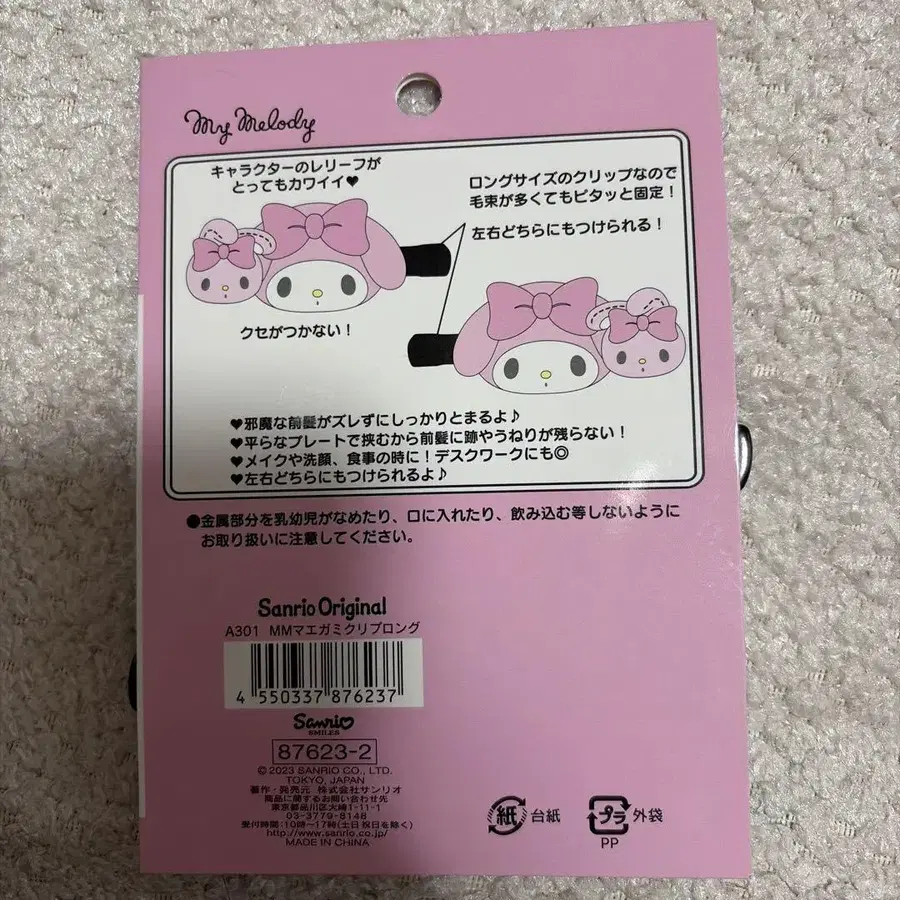 My Melody
キャラクターのレリーフが
とってもカワイイ♥
ロングサイズのクリップなので
毛束が多くてもピタッと固定！
左右どちらにもつけられる！
クセがつかない！
♥邪魔な前髪がズレずにしっかりとまるよ♪
♥平らなプレートで挟むから前髪に跡やうねりが残らない！
♥メイクや洗顔、食事の時に！デスクワークにも◎
♥左右どちらにもつけられるよ♪
●金属部分を乳幼児がなめたり、口に入れたり、飲み込む等しないように
お取り扱いに注意してください。
Sanrio Original
A301 MMマエガミクリプロング
4 550337 876237
Sanrio
SMILES
87623-2
© 2023 SANRIO CO., LTD.
TOKYO, JAPAN
著作・発売元 株式会社サンリオ
商品に関するお問い合わせ先
東京都品川区大崎1-11-1
03-3779-8148
受付時間:10時~17時(土日祝日を除く)
http://www.sanrio.co.jp/
MADE IN CHINA
紙 台紙
プラ 外袋
PP